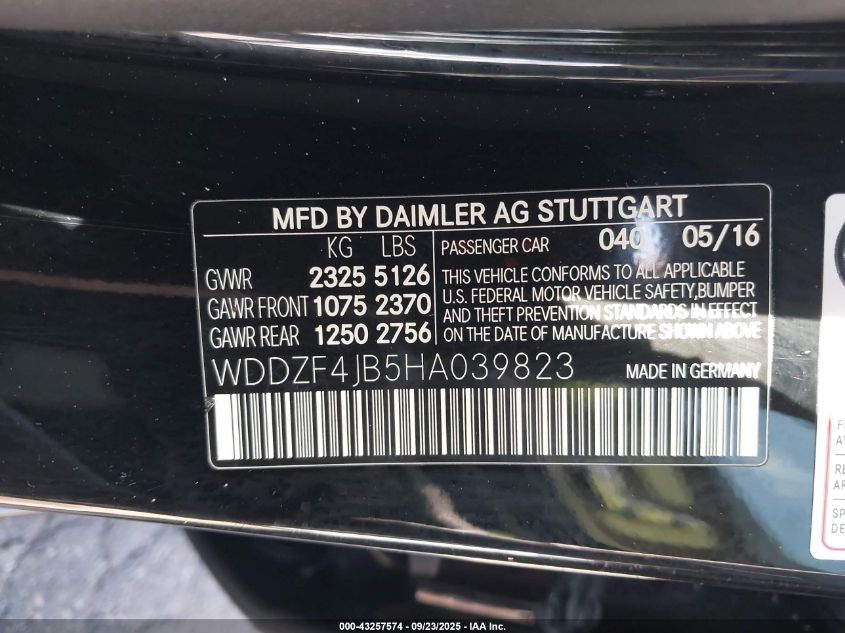 MFD BY DAIMLER AG STUTTGART
KG LBS
GVWR 2325 5126
GAWR FRONT 1075 2370
GAWR REAR 1250 2756
PASSENGER CAR 040 05/16
THIS VEHICLE CONFORMS TO ALL APPLICABLE
U.S. FEDERAL MOTOR VEHICLE SAFETY,BUMPER
AND THEFT PREVENTION STANDARDS IN EFFECT
ON THE DATE OF MANUFACTURE SHOWN ABOVE
WDDZF4JB5HA039823 MADE IN GERMANY
000-43257574 - 09/23/2025 - IAA Inc.